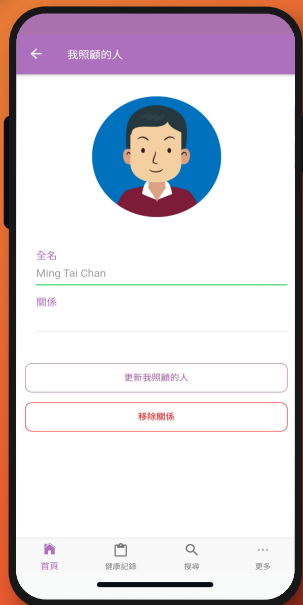 我照顧的人
全名
Ming Tai Chan
關係
更新我照顧的人
移除關係
首頁
健康記錄
搜尋
更多